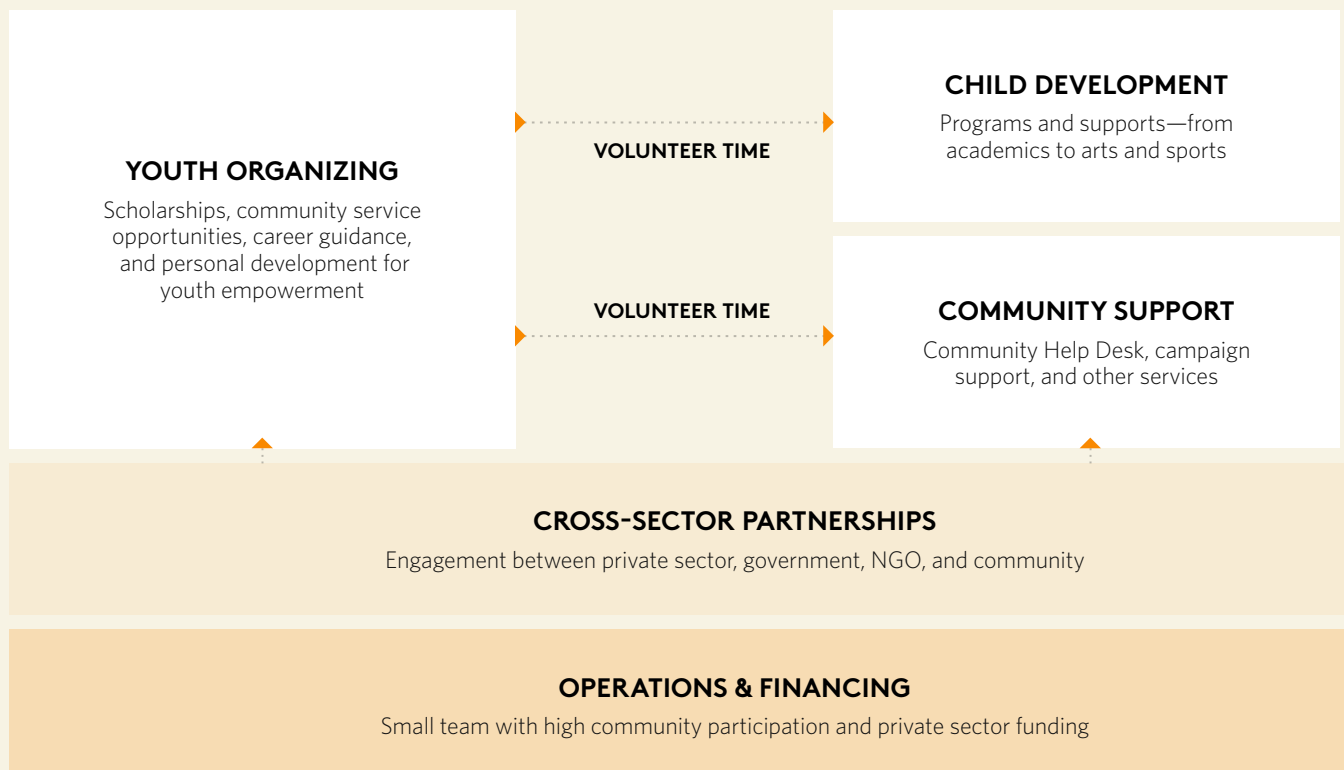 YOUTH ORGANIZING
Scholarships, community service
opportunities, career guidance,
and personal development for
youth empowerment
VOLUNTEER TIME
VOLUNTEER TIME
CHILD DEVELOPMENT
Programs and supports—from
academics to arts and sports
COMMUNITY SUPPORT
Community Help Desk, campaign
support, and other services
CROSS-SECTOR PARTNERSHIPS
Engagement between private sector, government, NGO, and community
OPERATIONS & FINANCING
Small team with high community participation and private sector funding